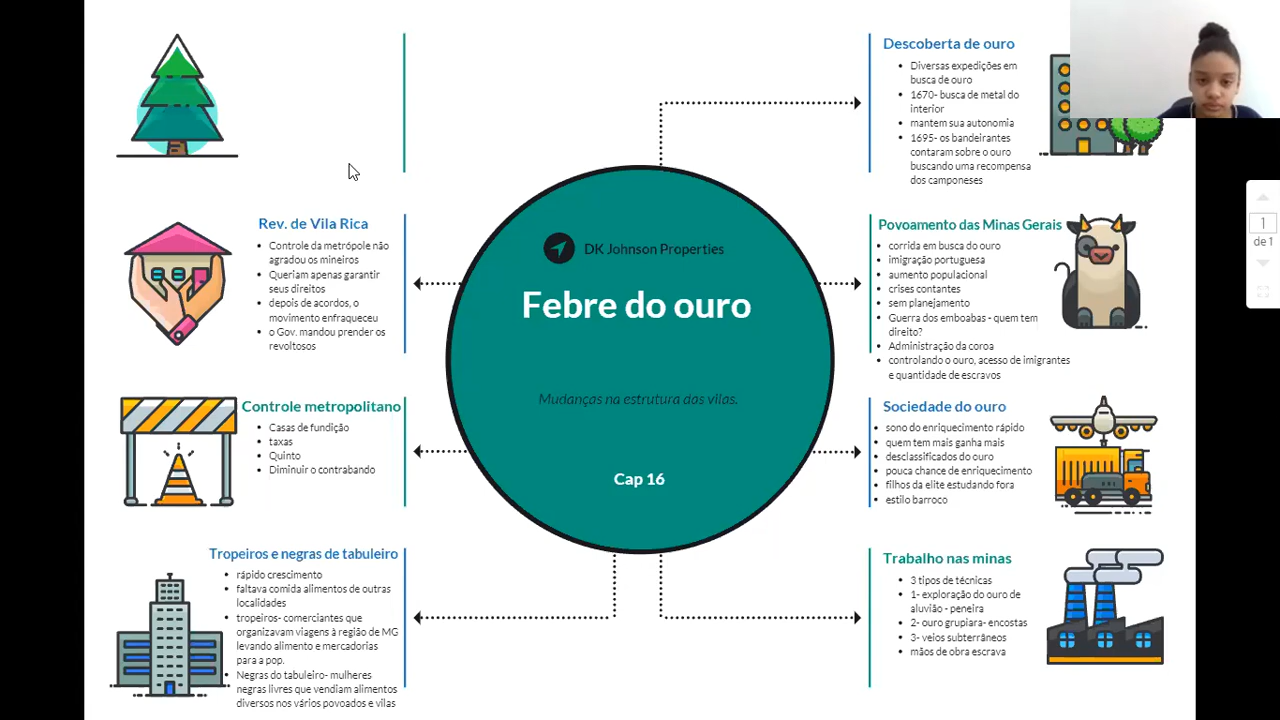 Descoberta de ouro
Diversas expedições em
busca de ouro
1670- busca de metal do
interior
mantem sua autonomia
1695- os bandeirantes
contaram sobre o ouro
buscando uma recompensa
dos camponeses
Rev. de Vila Rica
Controle da metrópole não
agradou os mineiros
Queriam apenas garantir
seus direitos
depois de acordos, o
movimento enfraqueceu
o Gov. mandou prender os
revoltosos
DK Johnson Properties
Febre do ouro
Mudanças na estrutura das vilas.
Cap 16
Povoamento das Minas Gerais
corrida em busca do ouro
imigração portuguesa
aumento populacional
crises contantes
sem planejamento
Guerra dos emboabas - quem tem
direito?
Administração da coroa
controlando o ouro, acesso de imigrantes
e quantidade de escravos
1
de 1
Controle metropolitano
Casas de fundição
taxas
Quinto
Diminuir o contrabando
Sociedade do ouro
sono do enriquecimento rápido
quem tem mais ganha mais
desclassificados do ouro
pouca chance de enriquecimento
filhos da elite estudando fora
estilo barroco
Tropeiros e negras de tabuleiro
rápido crescimento
faltava comida alimentos de outras
localidades
tropeiros- comerciantes que
organizavam viagens à região de MG
levando alimento e mercadorias
para a pop.
Negras do tabuleiro- mulheres
negras livres que vendiam alimentos
diversos nos vários povoados e vilas
Trabalho nas minas
3 tipos de técnicas
1- exploração do ouro de
aluvião - peneira
2- ouro grupiara- encostas
3- veios subterrâneos
mãos de obra escrava